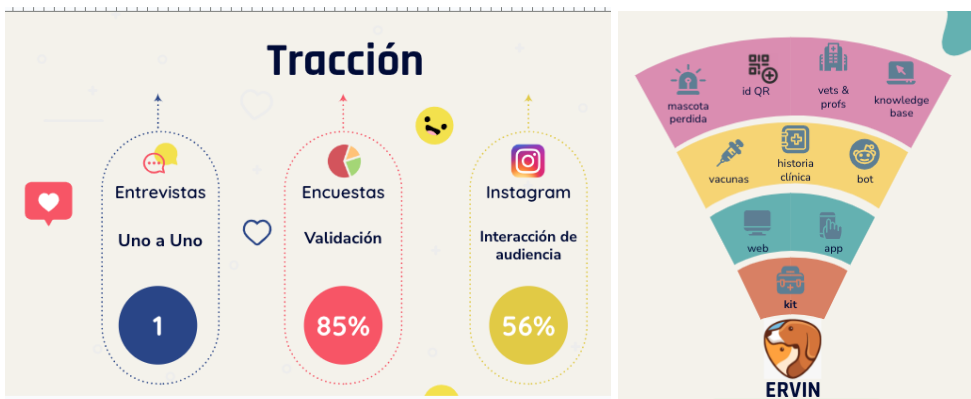 Tracción
Entrevistas
Uno a Uno
1
Encuestas
Validación
85%
Instagram
Interacción de
audiencia
56%
mascota
perdida
id QR
vets &
profs
knowledge
base
vacunas
historia
clínica
bot
web
app
kit
ERVIN